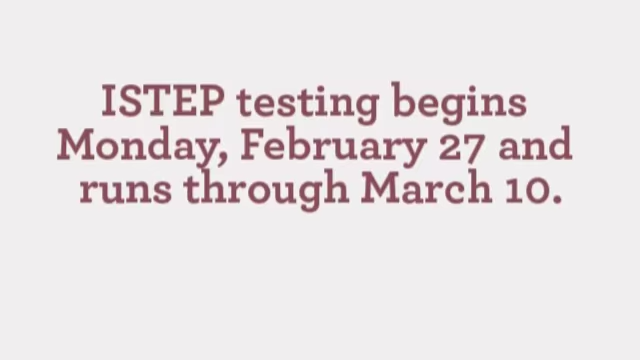 ISTEP testing begins
Monday, February 27 and
runs through March 10.